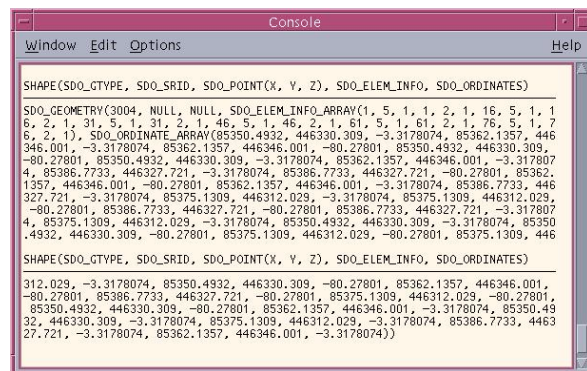 Console
Window Edit Options Help
SHAPE(SDO_GTYPE, SDO_SRID, SDO_POINT(X, Y, Z), SDO_ELEM_INFO, SDO_ORDINATES)
SDO_GEOMETRY(3004, NULL, NULL, SDO_ELEM_INFO_ARRAY(1, 5, 1, 1, 2, 1, 16, 5, 1, 1
6, 2, 1, 31, 5, 1, 31, 2, 1, 46, 5, 1, 46, 2, 1, 61, 5, 1, 61, 2, 1, 76, 5, 1, 7
6, 2, 1), SDO_ORDINATE_ARRAY(85350.4932, 446330.309, -3.3178074, 85362.1357, 446
346.001, -3.3178074, 85362.1357, 446346.001, -80.27801, 85350.4932, 446330.309,
-80.27801, 85350.4932, 446330.309, -3.3178074, 85362.1357, 446346.001, -3.317807
4, 85386.7733, 446327.721, -3.3178074, 85386.7733, 446327.721, -80.27801, 85362.
1357, 446346.001, -80.27801, 85362.1357, 446346.001, -3.3178074, 85386.7733, 446
327.721, -3.3178074, 85375.1309, 446312.029, -3.3178074, 85375.1309, 446312.029,
-80.27801, 85386.7733, 446327.721, -80.27801, 85386.7733, 446327.721, -3.317807
4, 85375.1309, 446312.029, -3.3178074, 85350.4932, 446330.309, -3.3178074, 85350
.4932, 446330.309, -80.27801, 85375.1309, 446312.029, -80.27801, 85375.1309, 446
SHAPE(SDO_GTYPE, SDO_SRID, SDO_POINT(X, Y, Z), SDO_ELEM_INFO, SDO_ORDINATES)
312.029, -3.3178074, 85350.4932, 446330.309, -80.27801, 85362.1357, 446346.001,
-80.27801, 85386.7733, 446327.721, -80.27801, 85375.1309, 446312.029, -80.27801,
85350.4932, 446330.309, -80.27801, 85362.1357, 446346.001, -3.3178074, 85350.49
32, 446330.309, -3.3178074, 85375.1309, 446312.029, -3.3178074, 85386.7733, 4463
27.721, -3.3178074, 85362.1357, 446346.001, -3.3178074))